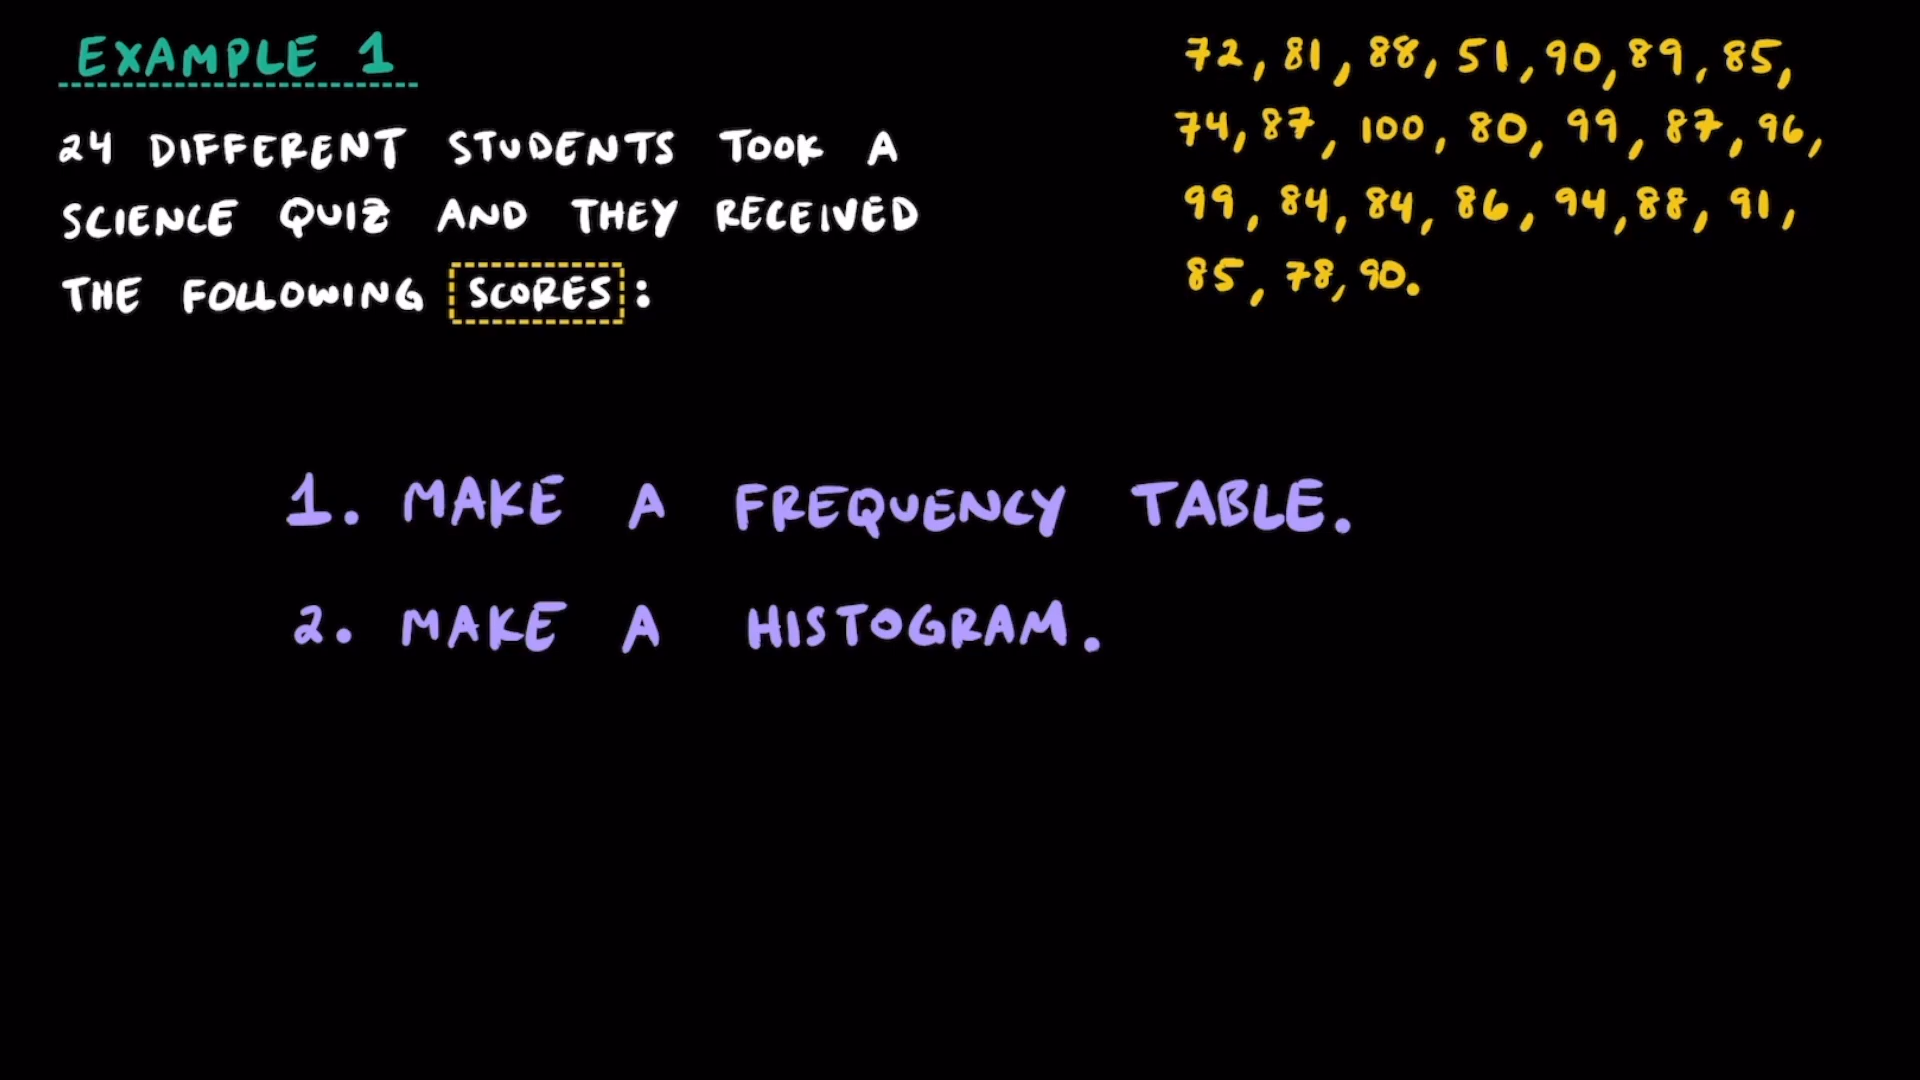 EXAMPLE 1
24 DIFFERENT STUDENTS TOOK A
SCIENCE QUIZ AND THEY RECEIVED
THE FOLLOWING SCORES:
72, 81, 88, 51, 90, 89, 85,
74, 87, 100, 80, 99, 87, 96,
99, 84, 84, 86, 94, 88, 91,
85, 78, 90.
1. MAKE A FREQUENCY TABLE.
2. MAKE A HISTOGRAM.